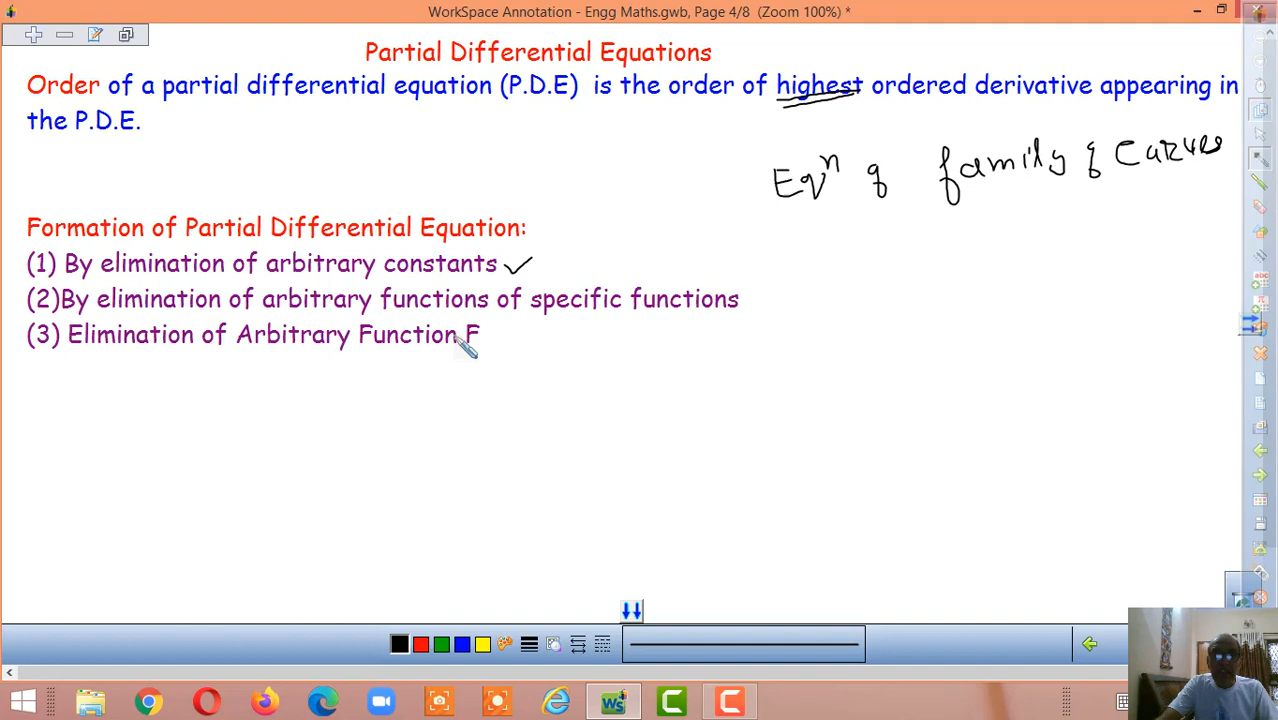 WorkSpace Annotation - Engg Maths.gwb, Page 4/8 (Zoom 100%) *
Partial Differential Equations
Order of a partial differential equation (P.D.E) is the order of highest ordered derivative appearing in
the P.D.E.
Eqⁿ of family of Curves
Formation of Partial Differential Equation:
(1) By elimination of arbitrary constants ✓
(2)By elimination of arbitrary functions of specific functions
(3) Elimination of Arbitrary Function F